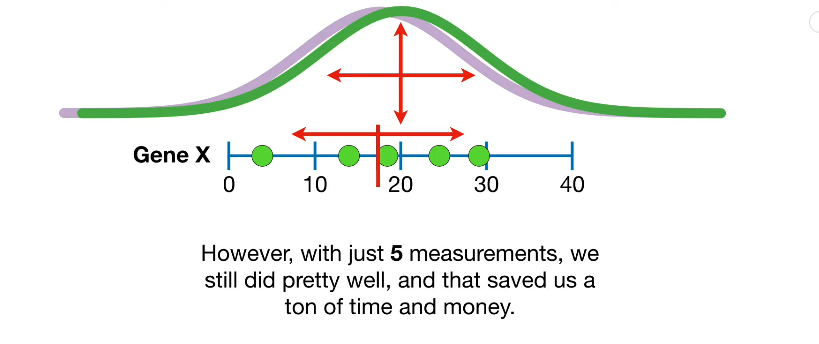 Gene X
0 10 20 30 40
However, with just 5 measurements, we
still did pretty well, and that saved us a
ton of time and money.